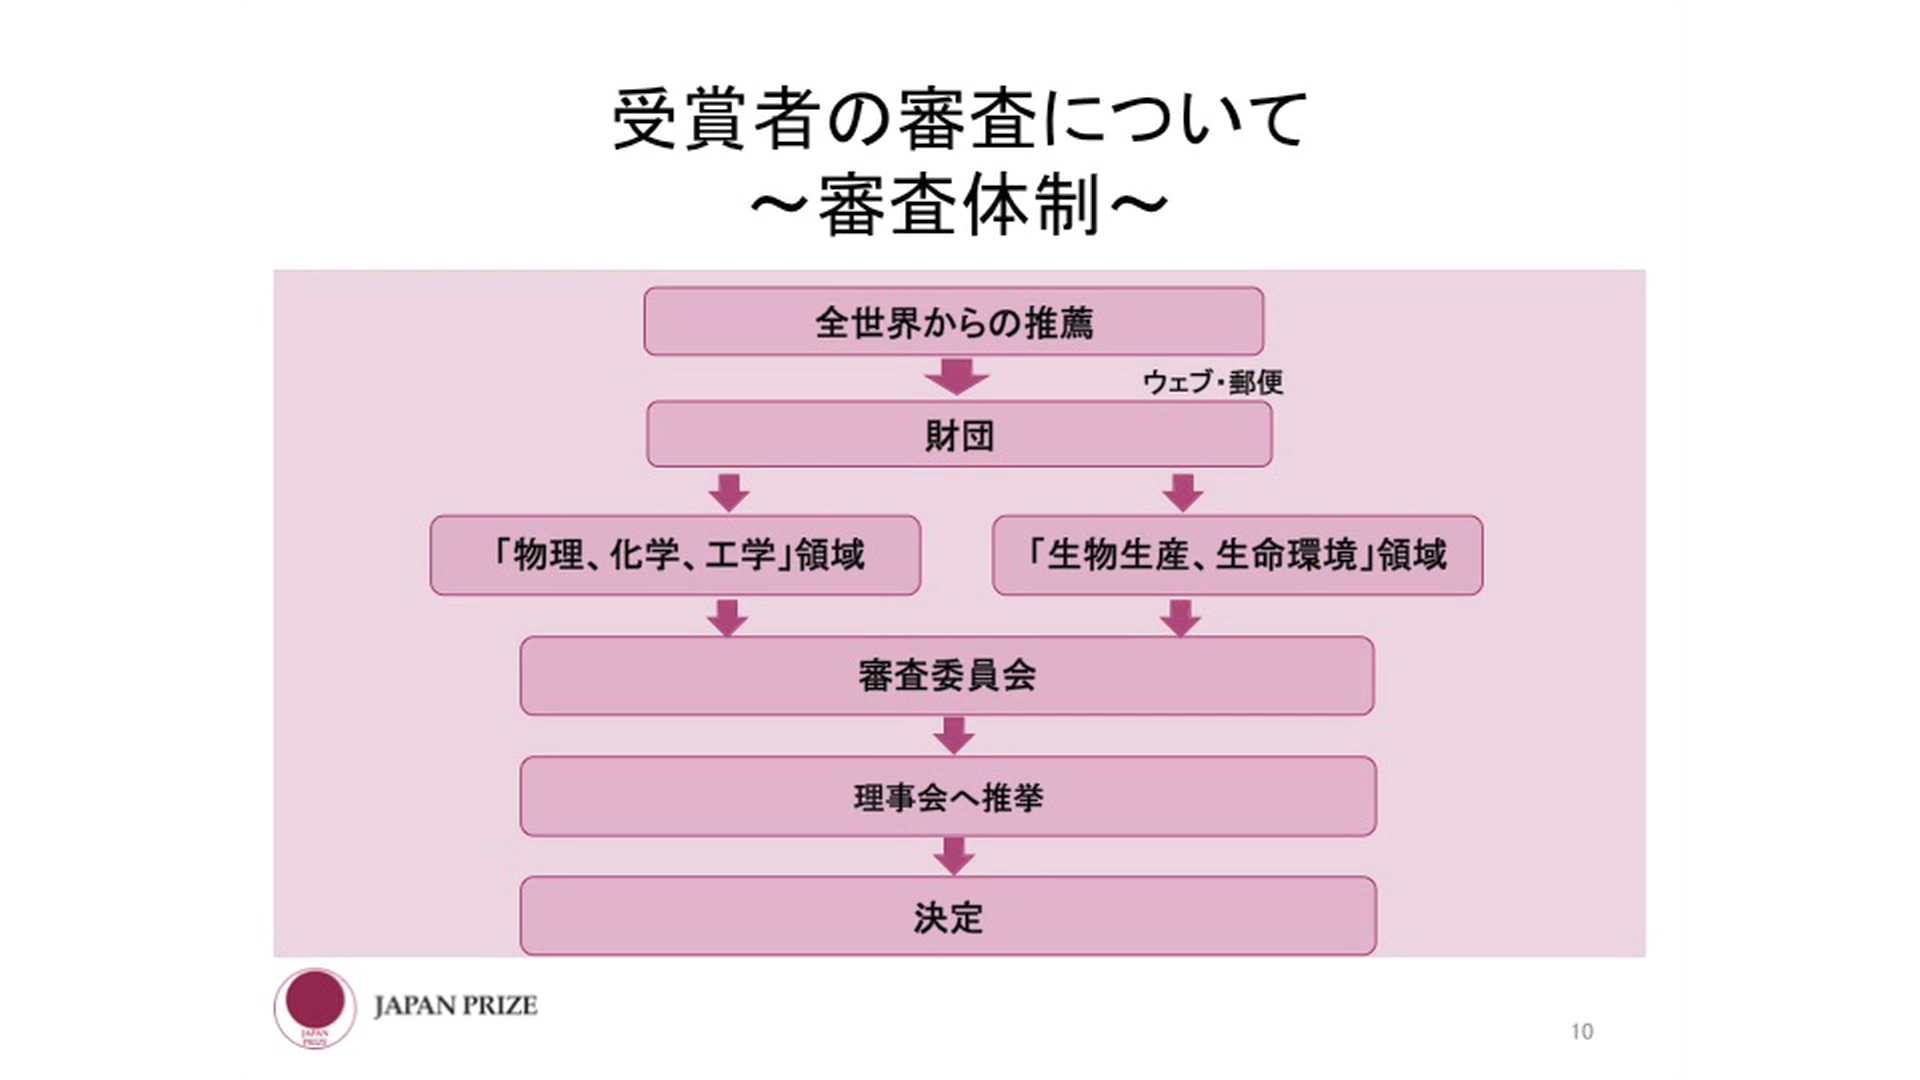 受賞者の審査について
～審査体制～
全世界からの推薦
ウェブ・郵便
財団
「物理、化学、工学」領域
「生物生産、生命環境」領域
審査委員会
理事会へ推挙
決定
JAPAN
PRIZE
JAPAN PRIZE
10